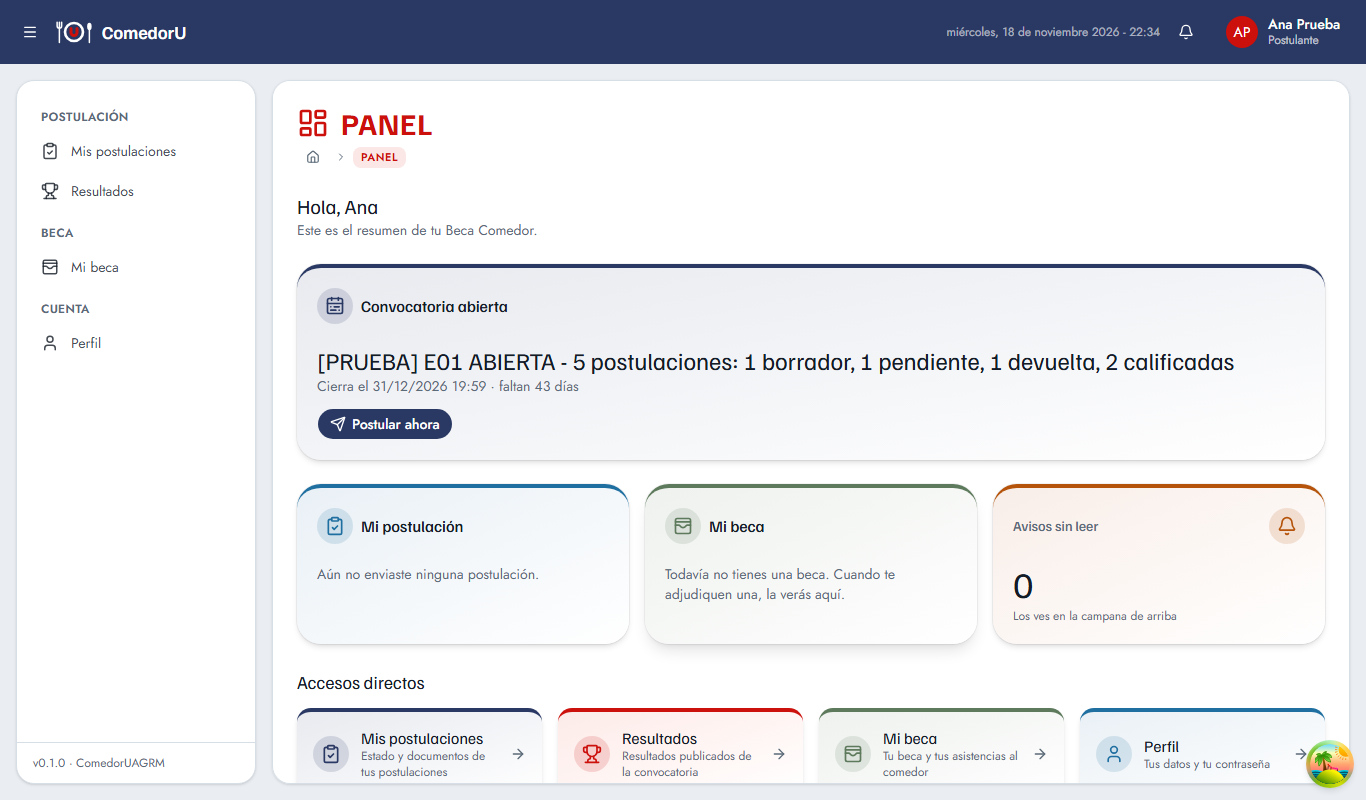 ComedorU
miércoles, 18 de noviembre 2026 - 22:34
AP
Ana Prueba
Postulante
POSTULACIÓN
Mis postulaciones
Resultados
BECA
Mi beca
CUENTA
Perfil
v0.1.0 · ComedorUAGRM
PANEL
PANEL
Hola, Ana
Este es el resumen de tu Beca Comedor.
Convocatoria abierta
[PRUEBA] E01 ABIERTA - 5 postulaciones: 1 borrador, 1 pendiente, 1 devuelta, 2 calificadas
Cierra el 31/12/2026 19:59 · faltan 43 días
Postular ahora
Mi postulación
Aún no enviaste ninguna postulación.
Mi beca
Todavía no tienes una beca. Cuando te
adjudiquen una, la verás aquí.
Avisos sin leer
0
Los ves en la campana de arriba
Accesos directos
Mis postulaciones
Estado y documentos de
tus postulaciones
Resultados
Resultados publicados de
la convocatoria
Mi beca
Tu beca y tus asistencias al
comedor
Perfil
Tus datos y tu contraseña